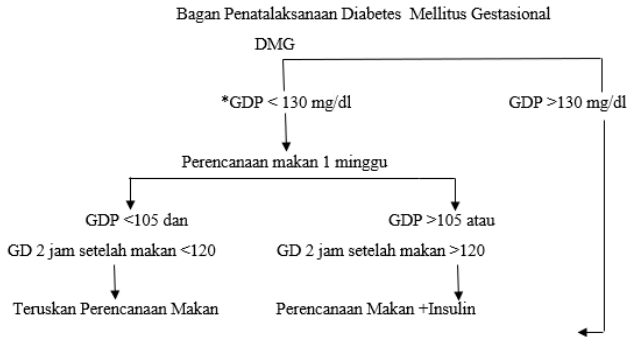 Bagan Penatalaksanaan Diabetes Mellitus Gestasional
DMG
*GDP < 130 mg/dl
GDP >130 mg/dl
Perencanaan makan 1 minggu
GDP <105 dan
GD 2 jam setelah makan <120
GDP >105 atau
GD 2 jam setelah makan >120
Teruskan Perencanaan Makan
Perencanaan Makan +Insulin